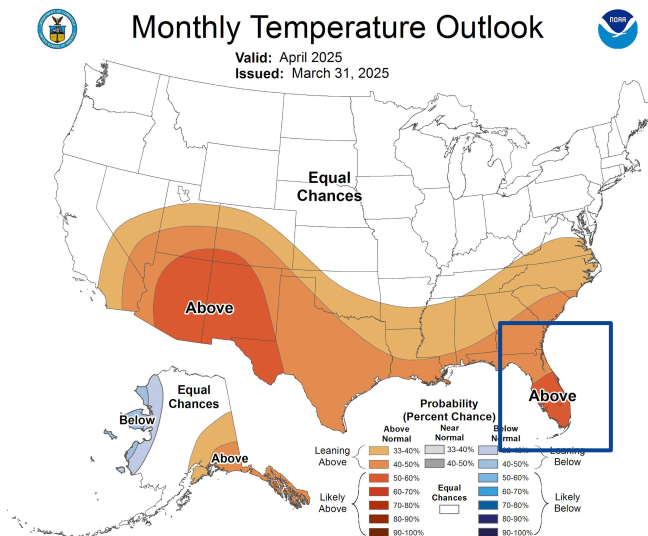 Monthly Temperature Outlook
NOAA
Valid: April 2025
Issued: March 31, 2025
Equal
Chances
Above
Above
Equal
Chances
Below
Above
Probability
(Percent Chance)
Above
Normal
Near
Normal
Below
Normal
Leaning
Above
33-40%
40-50%
Likely
Above
50-60%
60-70%
70-80%
80-90%
90-100%
33-40%
40-50%
Equal
Chances
33-40%
40-50%
Leaning
Below
50-60%
60-70%
70-80%
80-90%
90-100%
Likely
Below